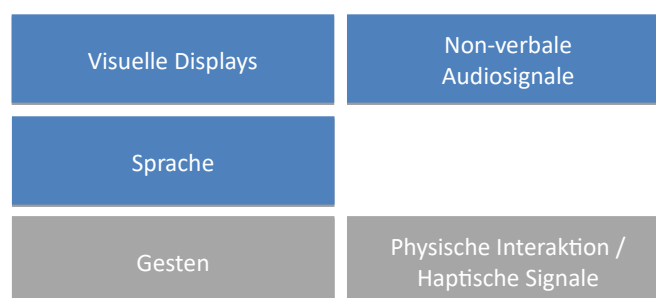 Visuelle Displays
Non-verbale
Audiosignale
Sprache
Gesten
Physische Interaktion /
Haptische Signale